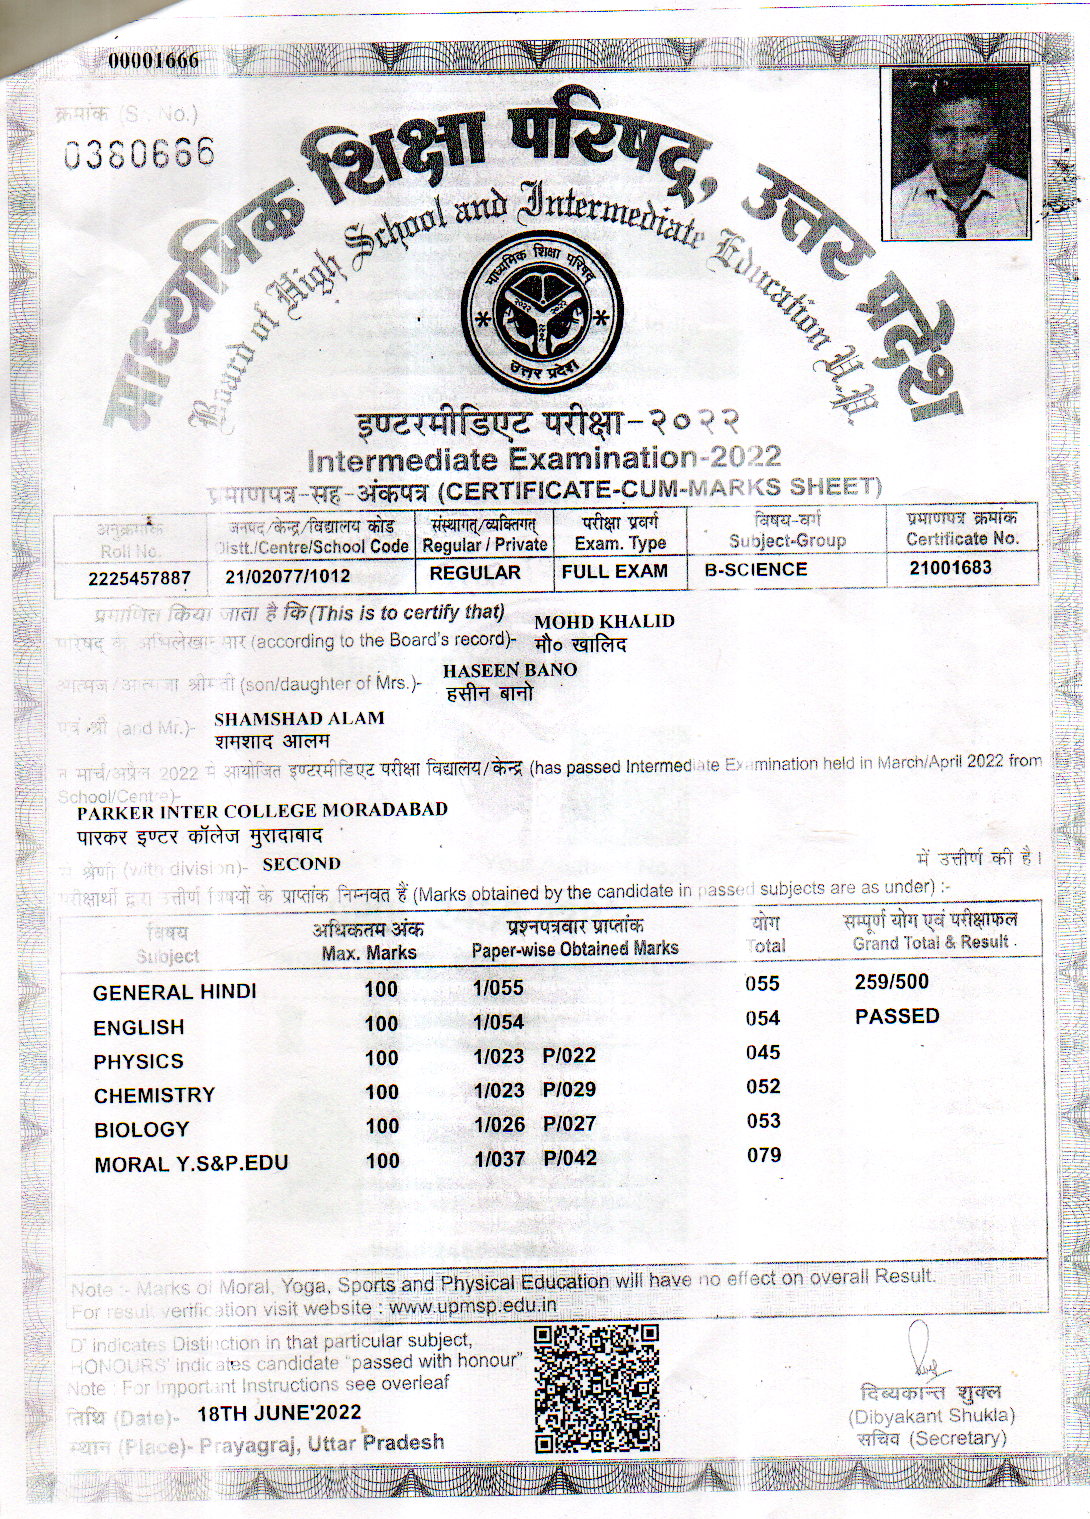 00001666
क्रमांक (S. No.)
0380666
माध्यमिक शिक्षा परिषद्, उत्तर प्रदेश
Board of High School and Intermediate Education U.P.
माध्यमिक शिक्षा परिषद्
उत्तर प्रदेश
इण्टरमीडिएट परीक्षा-२०२२
Intermediate Examination-2022
प्रमाणपत्र-सह-अंकपत्र (CERTIFICATE-CUM-MARKS SHEET)
अनुक्रमांक जनपद/केन्द्र/विद्यालय कोड संस्थागत्/व्यक्तिगत् परीक्षा प्रवर्ग विषय-वर्ग प्रमाणपत्र क्रमांक
Roll No. Distt./Centre/School Code Regular / Private Exam. Type Subject-Group Certificate No.
2225457887 21/02077/1012 REGULAR FULL EXAM B-SCIENCE 21001683
प्रमाणित किया जाता है कि (This is to certify that) MOHD KHALID
परिषद के अभिलेखानुसार (according to the Board's record)- मौ० खालिद
HASEEN BANO
आत्मज/आत्मजा श्रीमती (son/daughter of Mrs.)- हसीन बानो
एवं श्री (and Mr.)- SHAMSHAD ALAM
शमशाद आलम
ने मार्च/अप्रैल 2022 में आयोजित इण्टरमीडिएट परीक्षा विद्यालय/केन्द्र (has passed Intermediate Examination held in March/April 2022 from
School/Centre)-
PARKER INTER COLLEGE MORADABAD
पारकर इण्टर कॉलेज मुरादाबाद
श्रेणी (with division)- SECOND में उत्तीर्ण की है।
परीक्षार्थी द्वारा उत्तीर्ण विषयों के प्राप्तांक निम्नवत हैं (Marks obtained by the candidate in passed subjects are as under) :-
विषय अधिकतम अंक प्रश्नपत्रवार प्राप्तांक योग सम्पूर्ण योग एवं परीक्षाफल
Subject Max. Marks Paper-wise Obtained Marks Total Grand Total & Result
GENERAL HINDI 100 1/055 055 259/500
ENGLISH 100 1/054 054 PASSED
PHYSICS 100 1/023 P/022 045
CHEMISTRY 100 1/023 P/029 052
BIOLOGY 100 1/026 P/027 053
MORAL Y.S&P.EDU 100 1/037 P/042 079
Note :- Marks of Moral, Yoga, Sports and Physical Education will have no effect on overall Result.
For result verification visit website : www.upmsp.edu.in
D' indicates Distinction in that particular subject,
HONOURS' indicates candidate "passed with honour"
Note : For Important Instructions see overleaf
तिथि (Date)- 18TH JUNE'2022
स्थान (Place)- Prayagraj, Uttar Pradesh
दिब्यकान्त शुक्ल
(Dibyakant Shukla)
सचिव (Secretary)